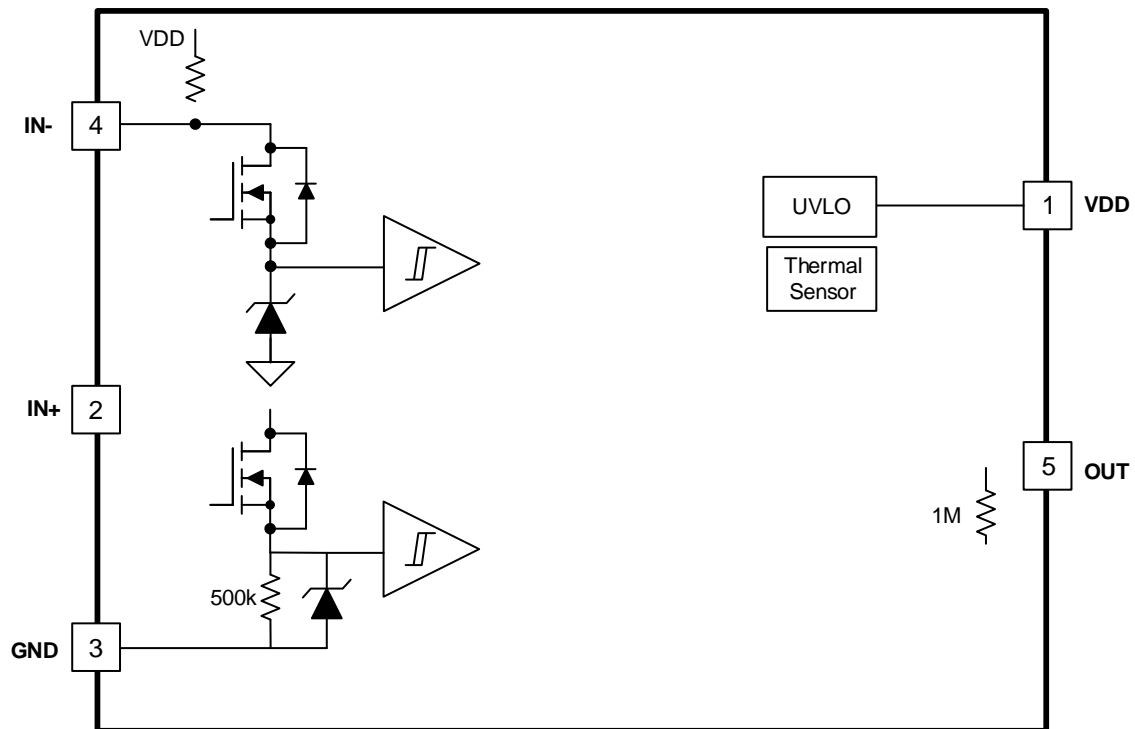 VDD
IN-
4
UVLO
1
VDD
Thermal
Sensor
IN+
2
5
OUT
1M
500k
GND
3